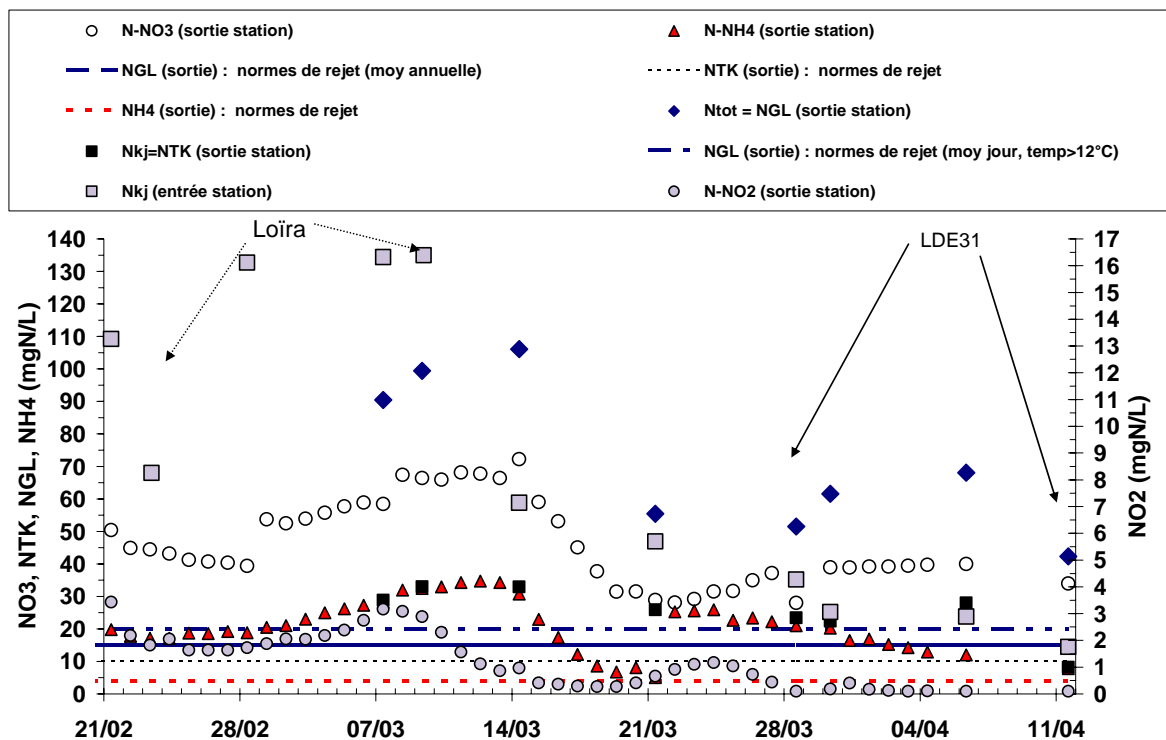 N-NO3 (sortie station)
N-NH4 (sortie station)
NGL (sortie) : normes de rejet (moy annuelle)
NTK (sortie) : normes de rejet
NH4 (sortie) : normes de rejet
Ntot = NGL (sortie station)
Nkj=NTK (sortie station)
NGL (sortie) : normes de rejet (moy jour, temp>12°C)
Nkj (entrée station)
N-NO2 (sortie station)
Loïra
LDE31
NO3, NTK, NGL, NH4 (mgN/L)
140
130
120
110
100
90
80
70
60
50
40
30
20
10
0
17
16
15
14
13
12
11
10
9
8
7
6
5
4
3
2
1
0
NO2 (mgN/L)
21/02
28/02
07/03
14/03
21/03
28/03
04/04
11/04